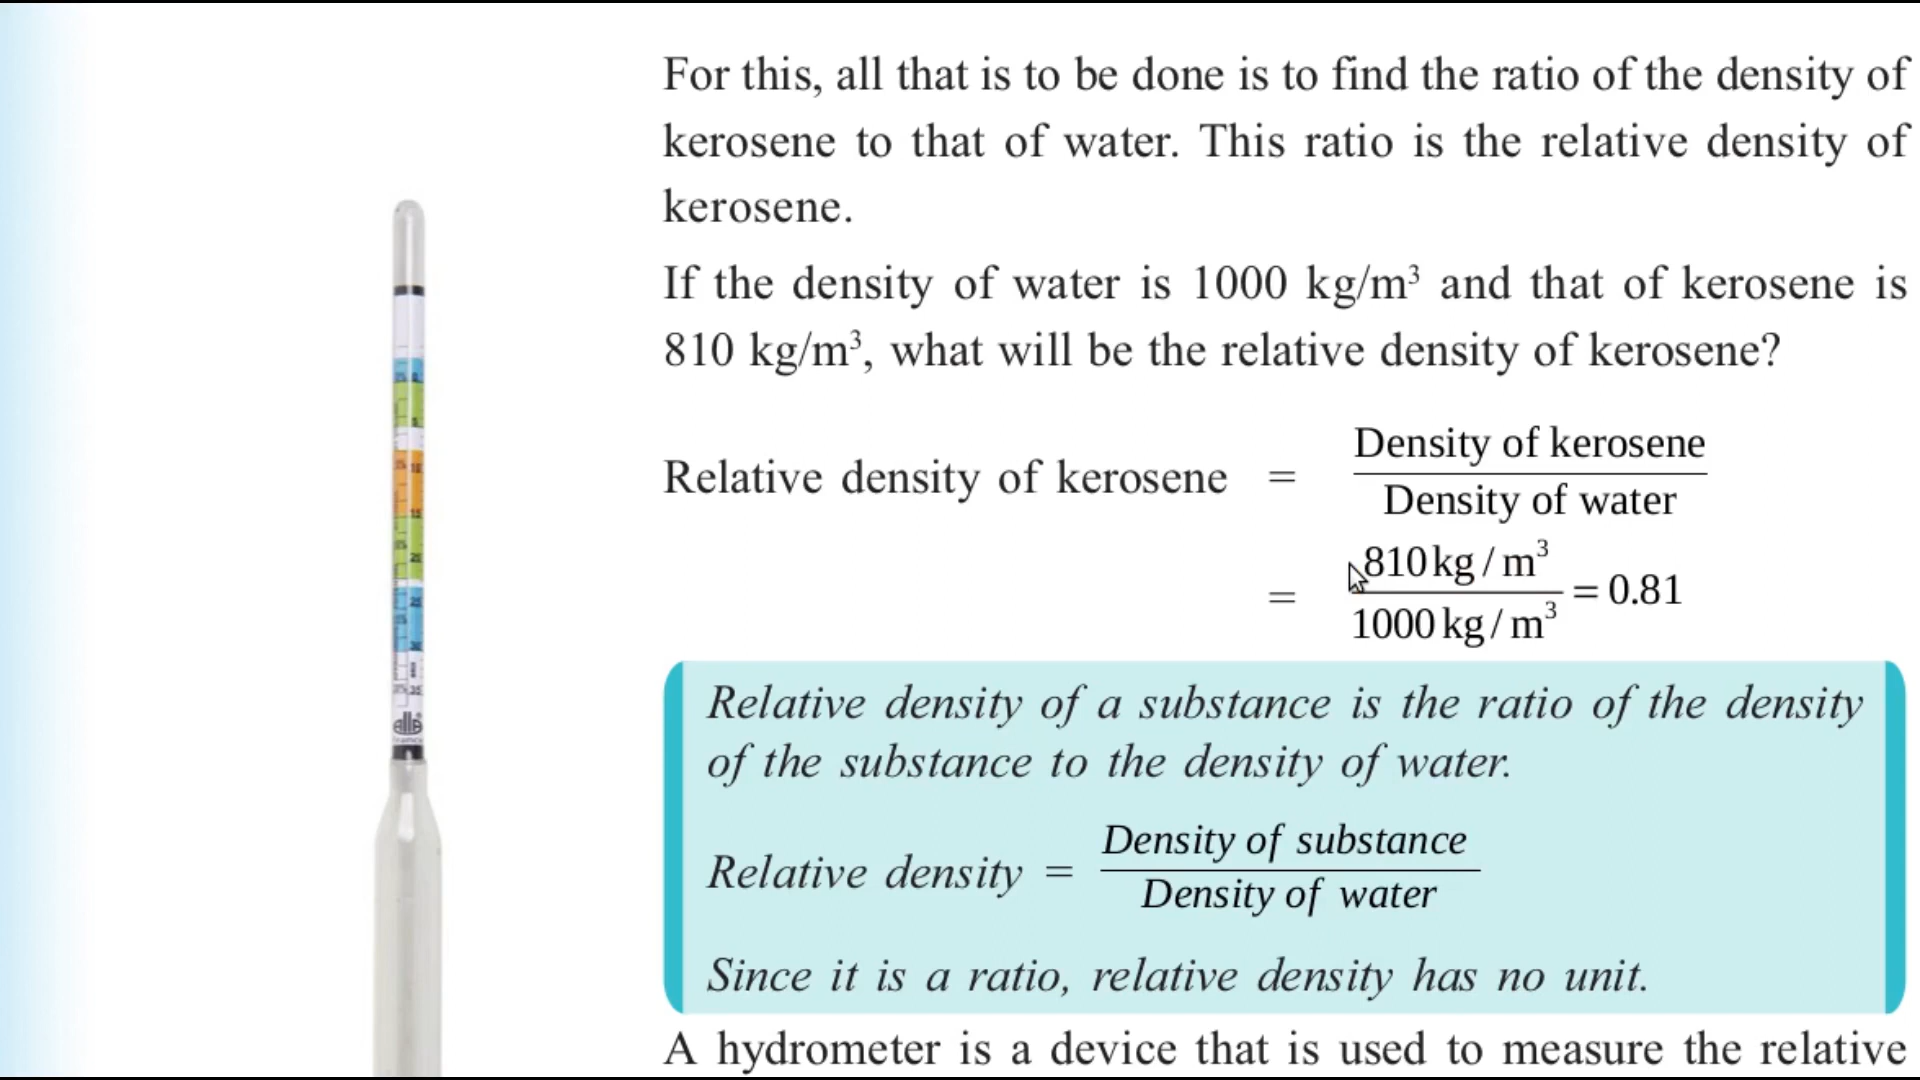 For this, all that is to be done is to find the ratio of the density of
kerosene to that of water. This ratio is the relative density of
kerosene.
If the density of water is 1000 kg/m³ and that of kerosene is
810 kg/m³, what will be the relative density of kerosene?
Relative density of kerosene = Density of kerosene / Density of water
= 810 kg / m³ / 1000 kg / m³ = 0.81
Relative density of a substance is the ratio of the density
of the substance to the density of water.
Relative density = Density of substance / Density of water
Since it is a ratio, relative density has no unit.
A hydrometer is a device that is used to measure the relative